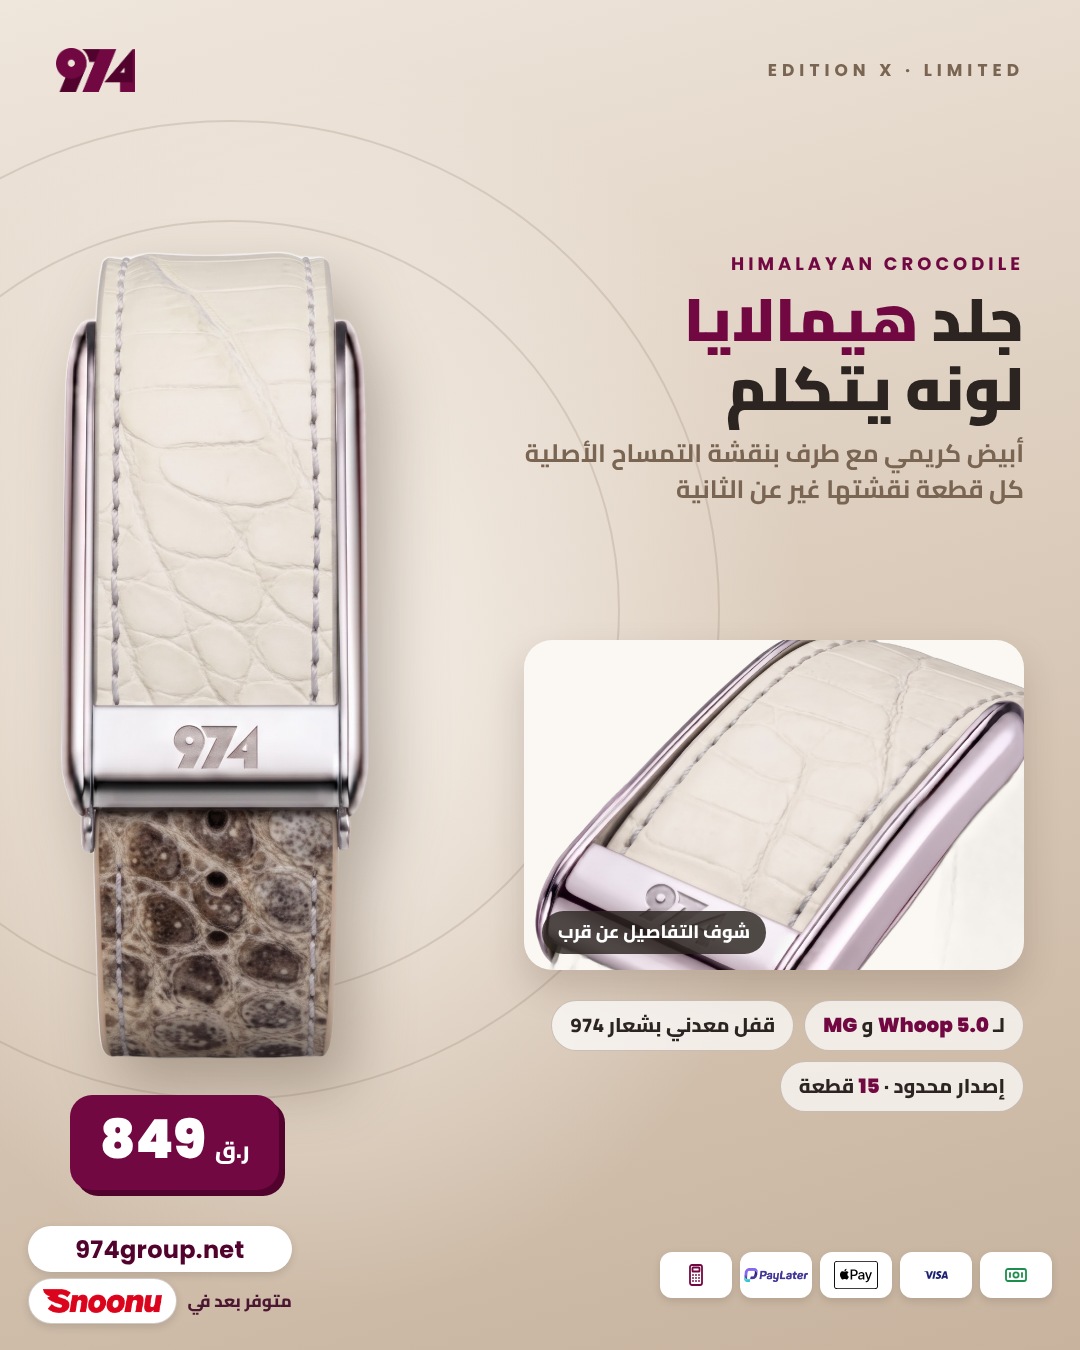 974
EDITION X · LIMITED
HIMALAYAN CROCODILE
جلد هيمالايا
لونه يتكلم
أبيض كريمي مع طرف بنقشة التمساح الأصلية
كل قطعة نقشتها غير عن الثانية
974
شوف التفاصيل عن قرب
لـ Whoop 5.0 و MG
قفل معدني بشعار 974
إصدار محدود · 15 قطعة
849 ر.ق
974group.net
متوفر بعد في Snoonu
PayLater
Pay
VISA